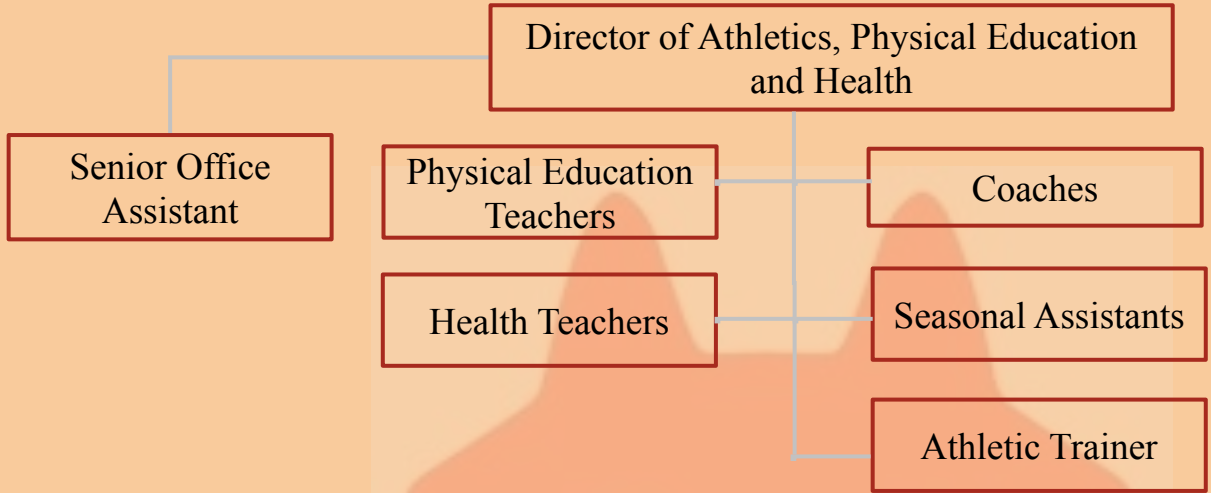 Director of Athletics, Physical Education
and Health
Senior Office
Assistant
Physical Education
Teachers
Coaches
Health Teachers
Seasonal Assistants
Athletic Trainer